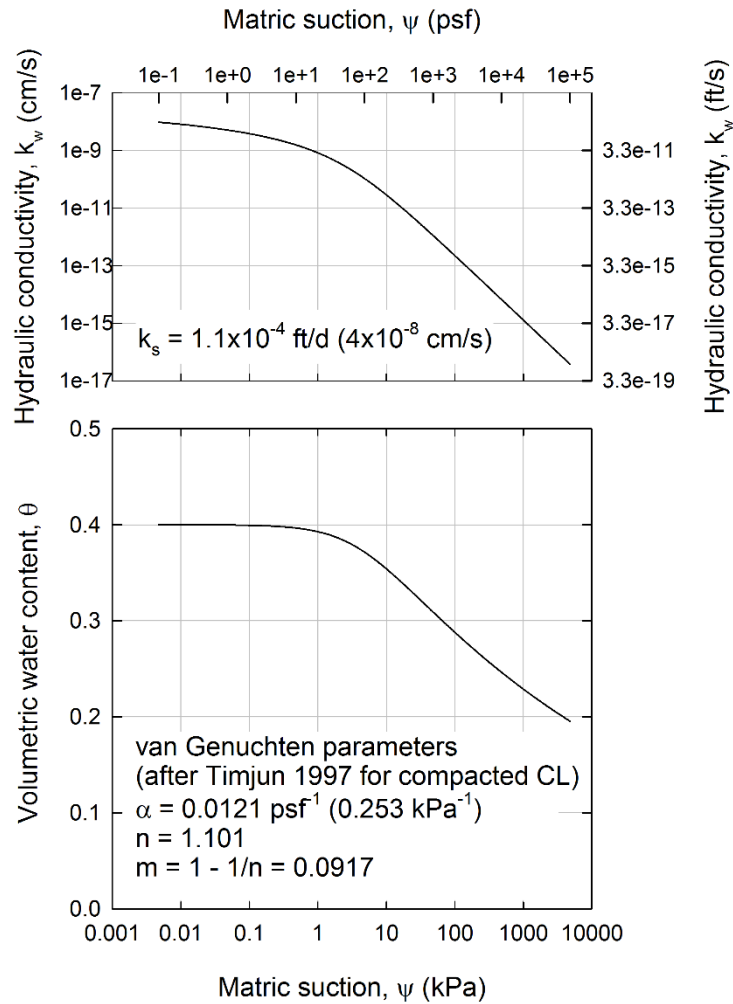 Matric suction, ψ (psf)
1e-1 1e+0 1e+1 1e+2 1e+3 1e+4 1e+5
Hydraulic conductivity, k_w (cm/s)
1e-7
1e-9
1e-11
1e-13
1e-15
1e-17
k_s = 1.1x10^-4 ft/d (4x10^-8 cm/s)
3.3e-11
3.3e-13
3.3e-15
3.3e-17
3.3e-19
Hydraulic conductivity, k_w (ft/s)
Volumetric water content, θ
0.5
0.4
0.3
0.2
0.1
0.0
van Genuchten parameters
(after Timjun 1997 for compacted CL)
α = 0.0121 psf^-1 (0.253 kPa^-1)
n = 1.101
m = 1 - 1/n = 0.0917
0.001 0.01 0.1 1 10 100 1000 10000
Matric suction, ψ (kPa)